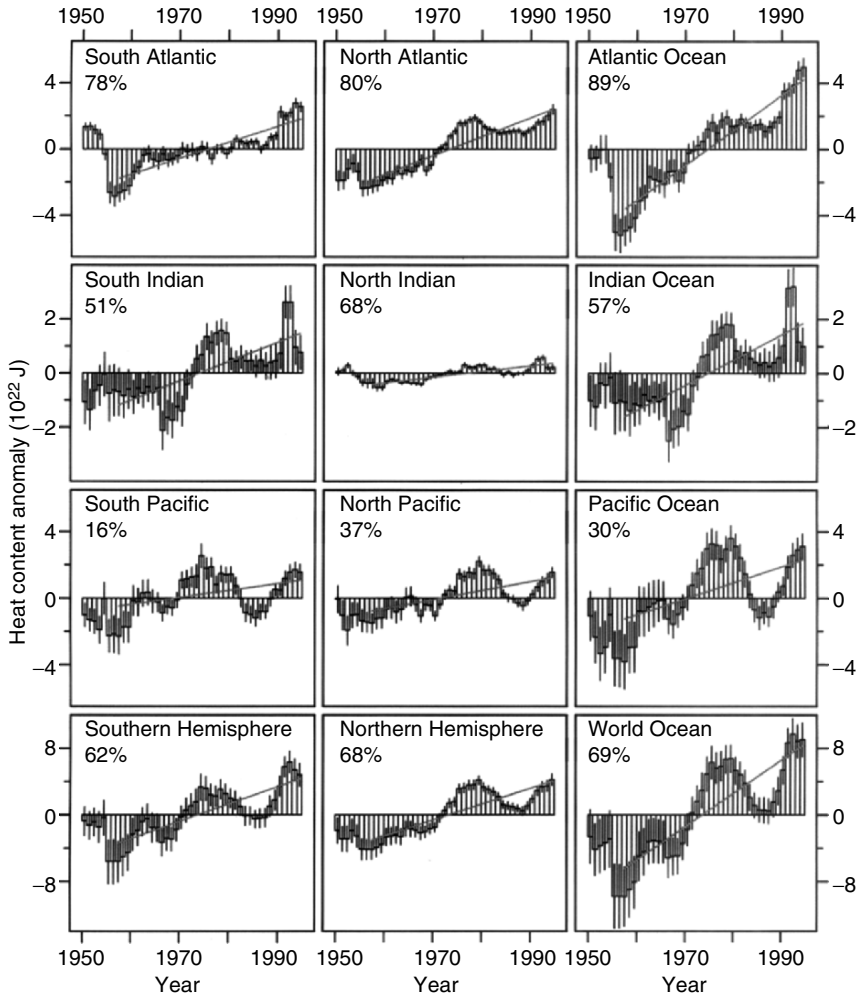 1950 1970 1990 1950 1970 1990 1950 1970 1990
South Atlantic
78%
North Atlantic
80%
Atlantic Ocean
89%
4
0
−4
4
0
−4
South Indian
51%
North Indian
68%
Indian Ocean
57%
2
0
−2
2
0
−2
Heat content anomaly (10²² J)
South Pacific
16%
North Pacific
37%
Pacific Ocean
30%
4
0
−4
4
0
−4
Southern Hemisphere
62%
Northern Hemisphere
68%
World Ocean
69%
8
0
−8
8
0
−8
1950 1970 1990 1950 1970 1990 1950 1970 1990
Year Year Year